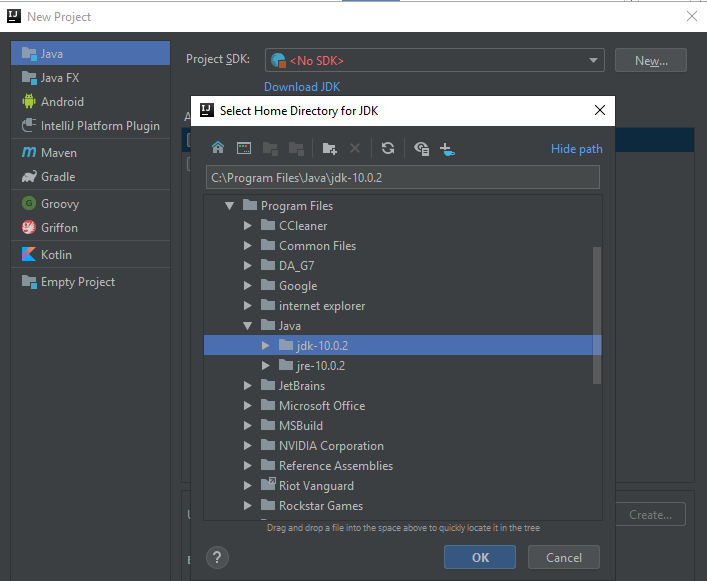 New Project
Java
Java FX
Android
IntelliJ Platform Plugin
Maven
Gradle
Groovy
Griffon
Kotlin
Empty Project
Project SDK: <No SDK> New...
Download JDK
Select Home Directory for JDK
Hide path
C:\Program Files\Java\jdk-10.0.2
Program Files
CCleaner
Common Files
DA_G7
Google
internet explorer
Java
jdk-10.0.2
jre-10.0.2
JetBrains
Microsoft Office
MSBuild
NVIDIA Corporation
Reference Assemblies
Riot Vanguard
Rockstar Games
Create...
Drag and drop a file into the space above to quickly locate it in the tree
? OK Cancel